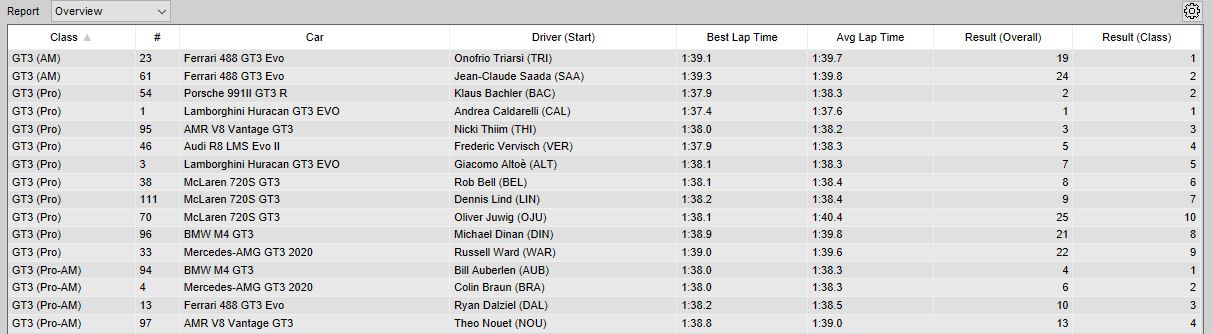 Report Overview
Class # Car Driver (Start) Best Lap Time Avg Lap Time Result (Overall) Result (Class)
GT3 (AM) 23 Ferrari 488 GT3 Evo Onofrio Triarsi (TRI) 1:39.1 1:39.7 19 1
GT3 (AM) 61 Ferrari 488 GT3 Evo Jean-Claude Saada (SAA) 1:39.3 1:39.8 24 2
GT3 (Pro) 54 Porsche 991II GT3 R Klaus Bachler (BAC) 1:37.9 1:38.3 2 2
GT3 (Pro) 1 Lamborghini Huracan GT3 EVO Andrea Caldarelli (CAL) 1:37.4 1:37.6 1 1
GT3 (Pro) 95 AMR V8 Vantage GT3 Nicki Thiim (THI) 1:38.0 1:38.2 3 3
GT3 (Pro) 46 Audi R8 LMS Evo II Frederic Vervisch (VER) 1:37.9 1:38.3 5 4
GT3 (Pro) 3 Lamborghini Huracan GT3 EVO Giacomo Altoè (ALT) 1:38.1 1:38.3 7 5
GT3 (Pro) 38 McLaren 720S GT3 Rob Bell (BEL) 1:38.1 1:38.4 8 6
GT3 (Pro) 111 McLaren 720S GT3 Dennis Lind (LIN) 1:38.2 1:38.4 9 7
GT3 (Pro) 70 McLaren 720S GT3 Oliver Juwig (OJU) 1:38.1 1:40.4 25 10
GT3 (Pro) 96 BMW M4 GT3 Michael Dinan (DIN) 1:38.9 1:39.8 21 8
GT3 (Pro) 33 Mercedes-AMG GT3 2020 Russell Ward (WAR) 1:39.0 1:39.6 22 9
GT3 (Pro-AM) 94 BMW M4 GT3 Bill Auberlen (AUB) 1:38.0 1:38.3 4 1
GT3 (Pro-AM) 4 Mercedes-AMG GT3 2020 Colin Braun (BRA) 1:38.0 1:38.3 6 2
GT3 (Pro-AM) 13 Ferrari 488 GT3 Evo Ryan Dalziel (DAL) 1:38.2 1:38.5 10 3
GT3 (Pro-AM) 97 AMR V8 Vantage GT3 Theo Nouet (NOU) 1:38.8 1:39.0 13 4